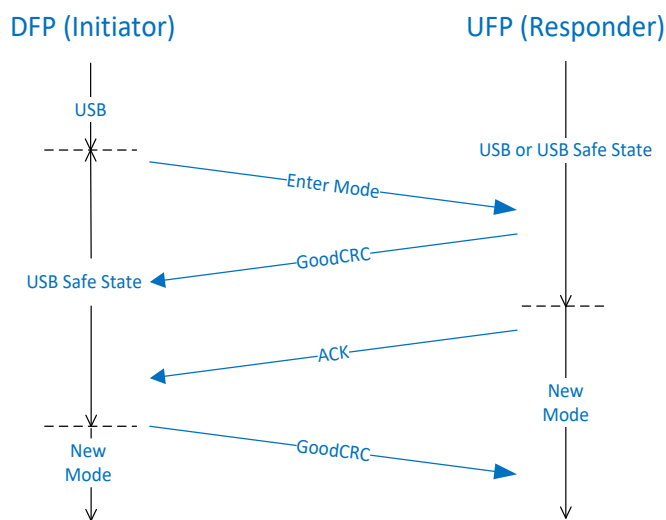 DFP (Initiator)
UFP (Responder)
USB
USB or USB Safe State
Enter Mode
GoodCRC
USB Safe State
ACK
New
Mode
New
Mode
GoodCRC